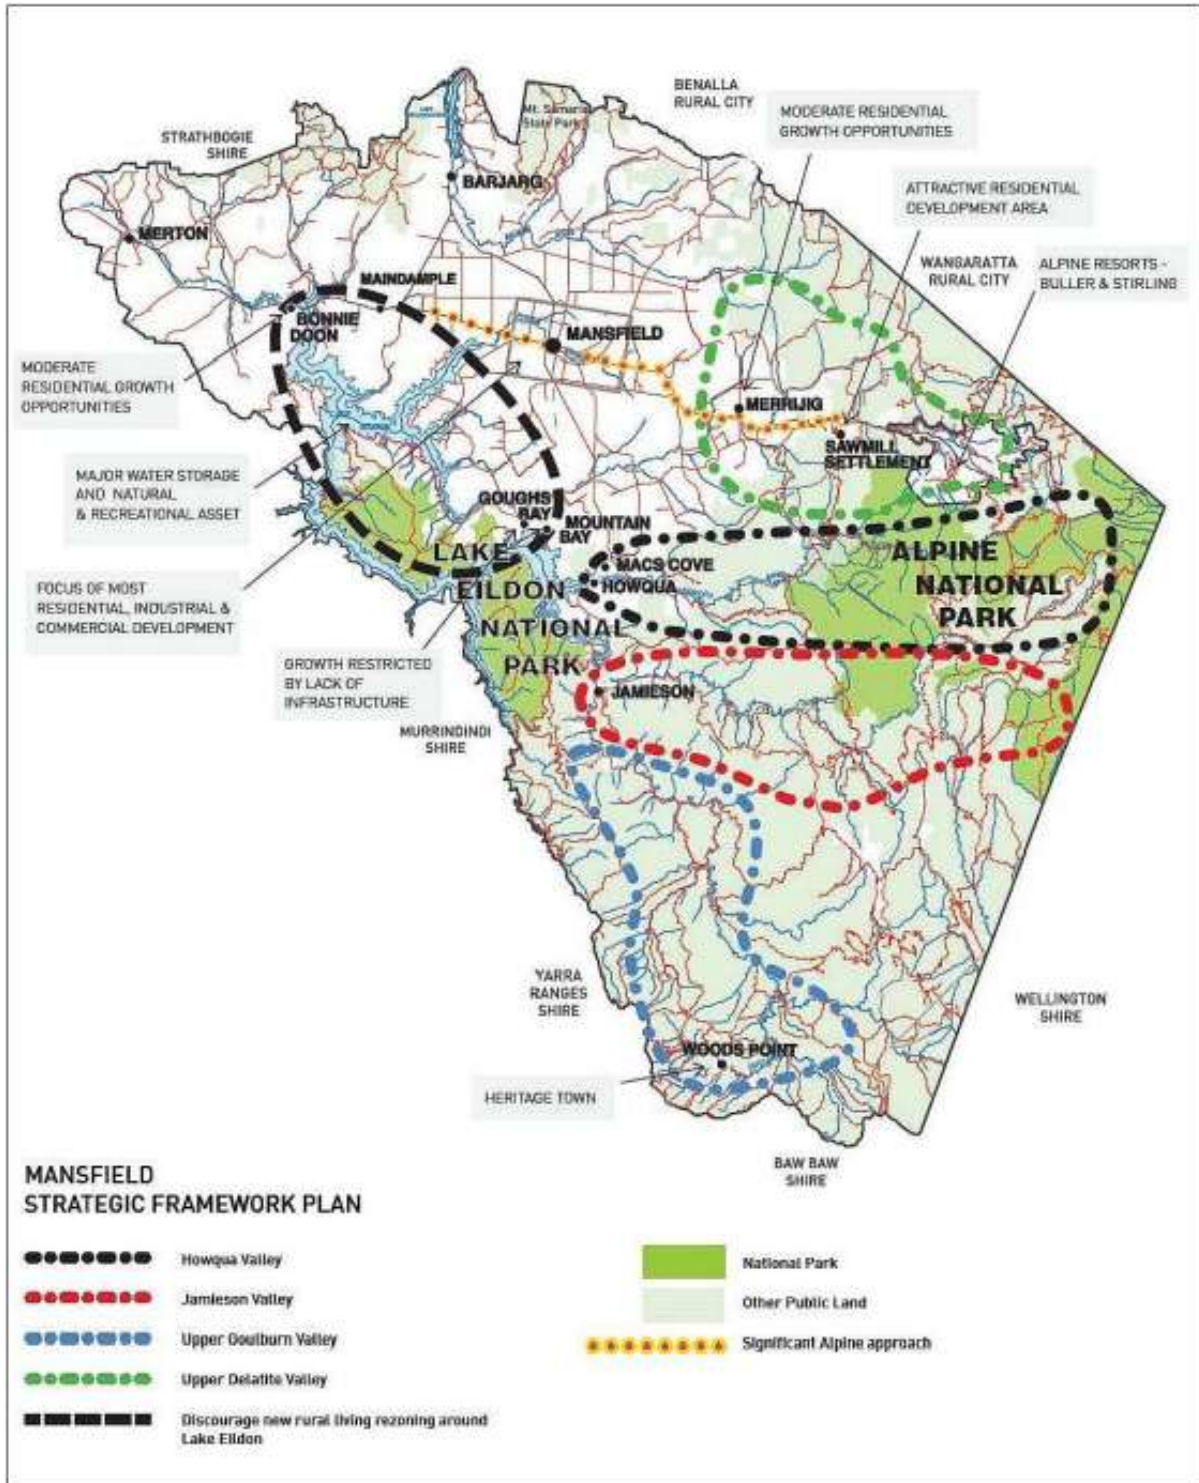 BENALLA
RURAL CITY
MODERATE RESIDENTIAL
GROWTH OPPORTUNITIES
Mt. Samaria
State Park
STRATHBOGIE
SHIRE
BARJARG
ATTRACTIVE RESIDENTIAL
DEVELOPMENT AREA
MERTON
WANGARATTA
RURAL CITY
ALPINE RESORTS -
BULLER & STIRLING
MAINDAMPLE
BONNIE
DOON
MANSFIELD
MODERATE
RESIDENTIAL GROWTH
OPPORTUNITIES
MERRIJIG
SAWMILL
SETTLEMENT
MAJOR WATER STORAGE
AND NATURAL
& RECREATIONAL ASSET
GOUGHS
BAY
MOUNTAIN
BAY
LAKE
EILDON
NATIONAL
PARK
ALPINE
NATIONAL
PARK
MACS COVE
HOWQUA
FOCUS OF MOST
RESIDENTIAL, INDUSTRIAL &
COMMERCIAL DEVELOPMENT
GROWTH RESTRICTED
BY LACK OF
INFRASTRUCTURE
JAMIESON
MURRINDINDI
SHIRE
YARRA
RANGES
SHIRE
WELLINGTON
SHIRE
WOODS POINT
HERITAGE TOWN
BAW BAW
SHIRE
MANSFIELD
STRATEGIC FRAMEWORK PLAN
Howqua Valley
Jamieson Valley
Upper Goulburn Valley
Upper Delatite Valley
Discourage new rural living rezoning around
Lake Eildon
National Park
Other Public Land
Significant Alpine approach